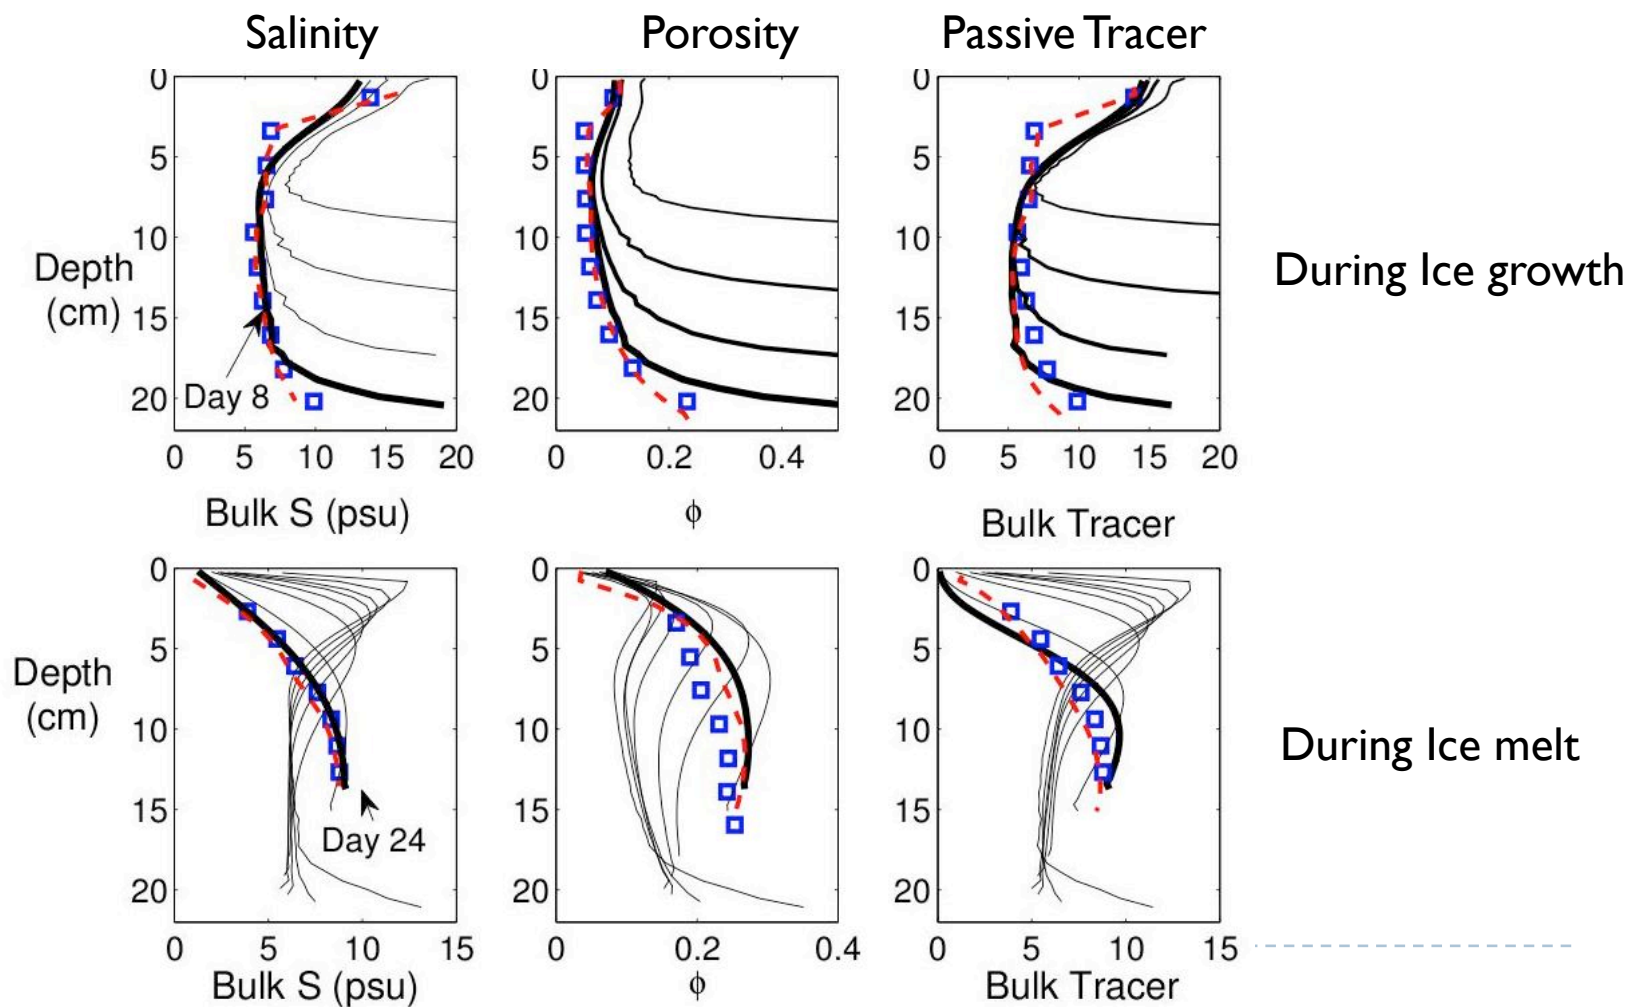 Salinity
Porosity
Passive Tracer
0
5
10
15
20
Depth
(cm)
Day 8
0 5 10 15 20
Bulk S (psu)
0
5
10
15
20
0 0.2 0.4
ϕ
0
5
10
15
20
0 5 10 15 20
Bulk Tracer
During Ice growth
0
5
10
15
20
Depth
(cm)
Day 24
0 5 10 15
Bulk S (psu)
0
5
10
15
20
0 0.2 0.4
ϕ
0
5
10
15
20
0 5 10 15
Bulk Tracer
During Ice melt